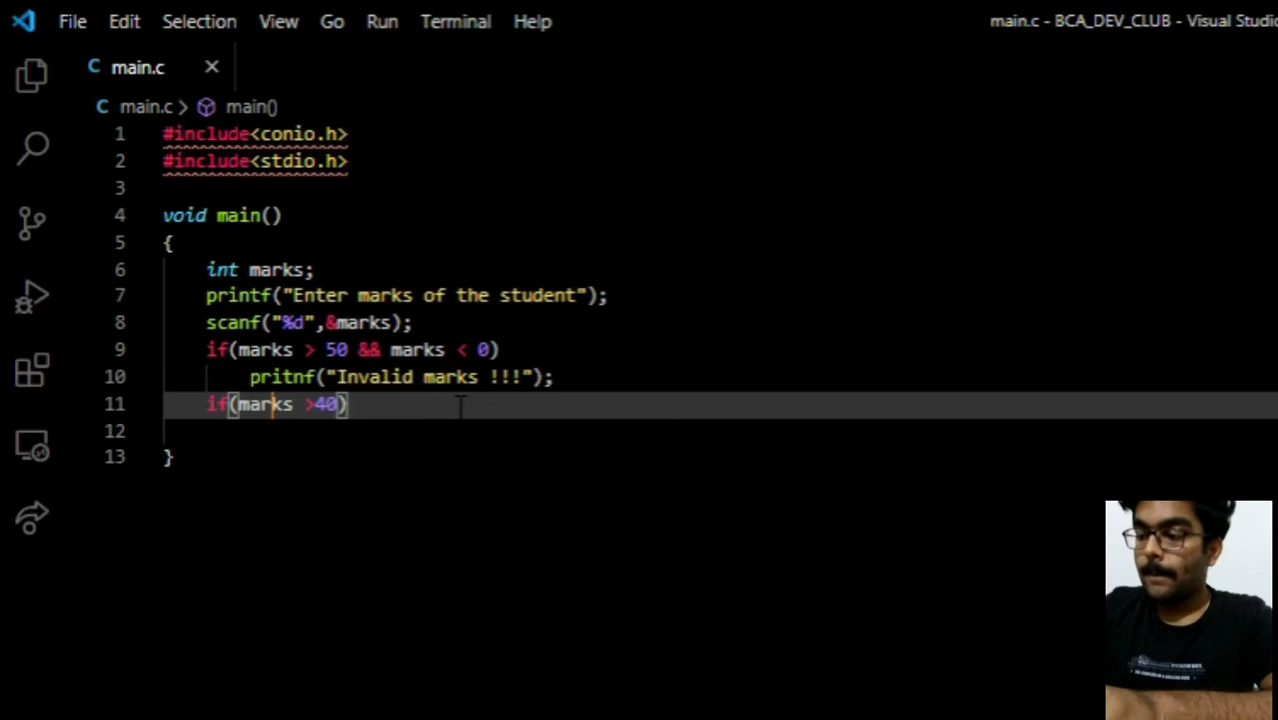 File Edit Selection View Go Run Terminal Help main.c - BCA_DEV_CLUB - Visual Studio
C main.c ×
C main.c > main()
1 #include<conio.h>
2 #include<stdio.h>
3
4 void main()
5 {
6 int marks;
7 printf("Enter marks of the student");
8 scanf("%d",&marks);
9 if(marks > 50 && marks < 0)
10 pritnf("Invalid marks !!!");
11 if(marks >40)
12
13 }